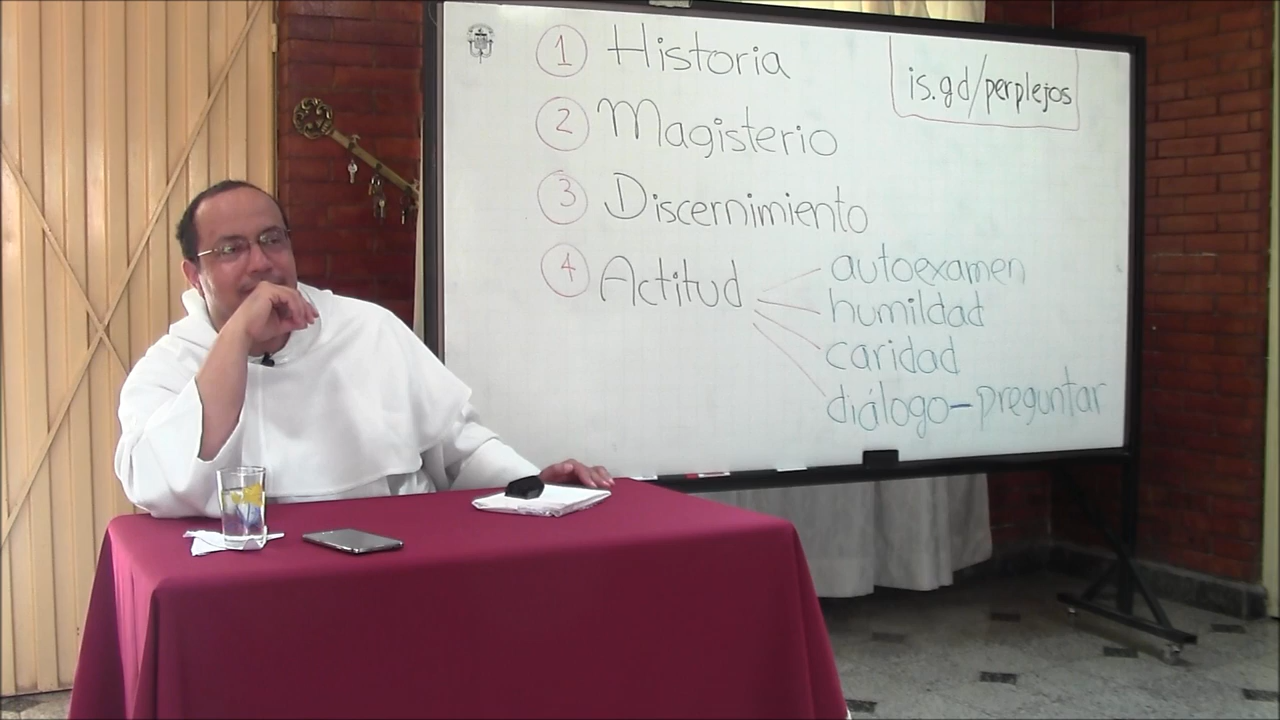 1 Historia
is.gd/perplejos
2 Magisterio
3 Discernimiento
4 Actitud
autoexamen
humildad
caridad
diálogo-preguntar